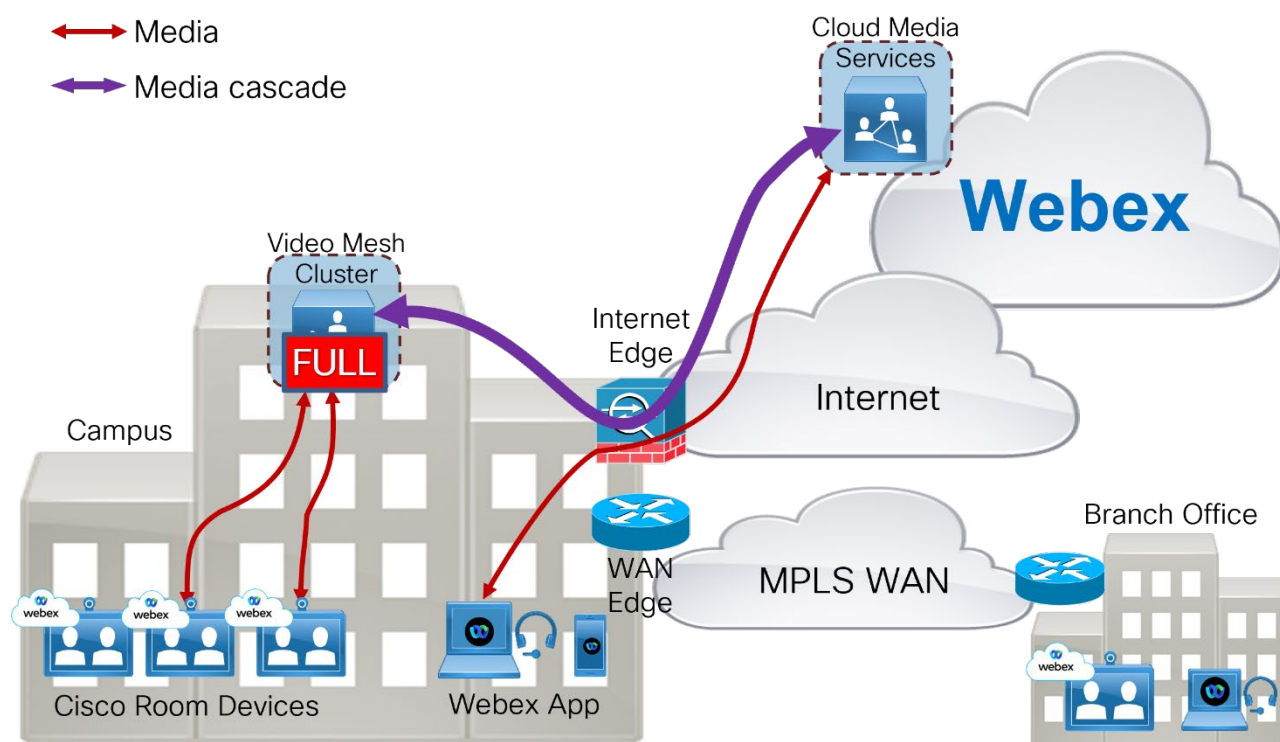 Media
Media cascade
Cloud Media
Services
Webex
Video Mesh
Cluster
FULL
Internet
Edge
Internet
Campus
WAN
Edge
MPLS WAN
Branch Office
webex
webex
webex
webex
Cisco Room Devices
Webex App